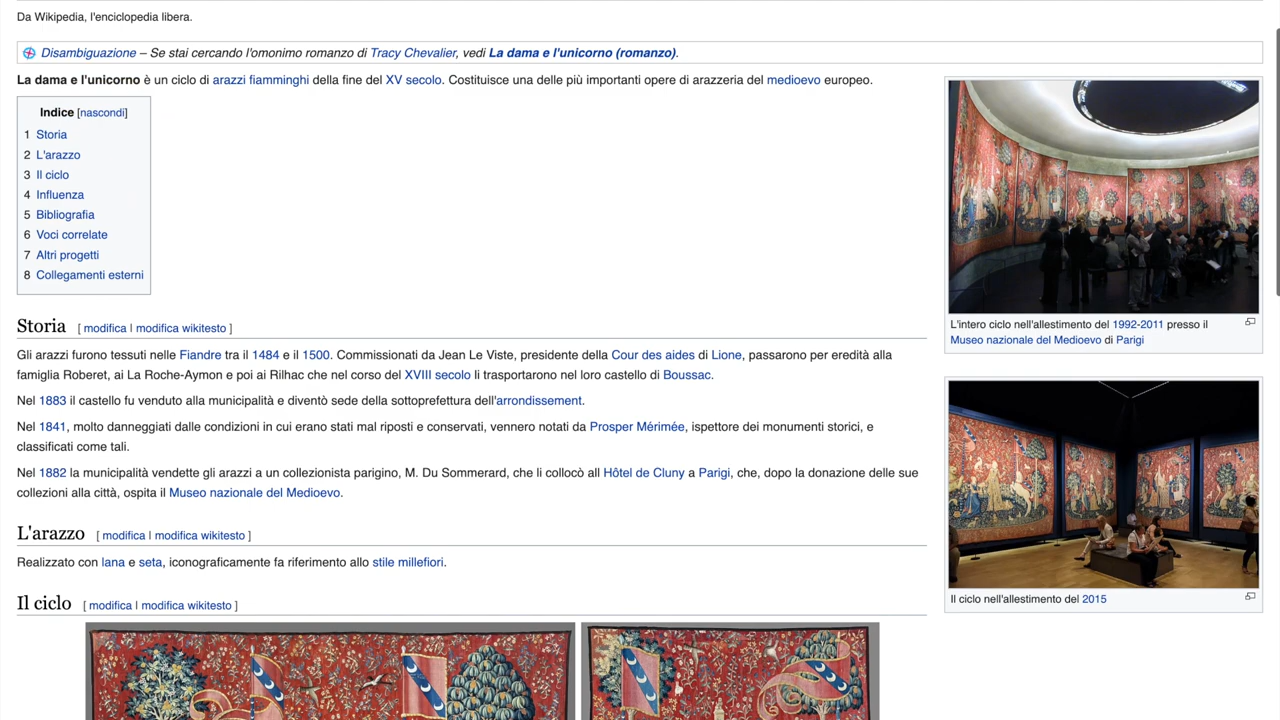 Da Wikipedia, l'enciclopedia libera.
Disambiguazione – Se stai cercando l'omonimo romanzo di Tracy Chevalier, vedi La dama e l'unicorno (romanzo).
La dama e l'unicorno è un ciclo di arazzi fiamminghi della fine del XV secolo. Costituisce una delle più importanti opere di arazzeria del medioevo europeo.
Indice [nascondi]
1 Storia
2 L'arazzo
3 Il ciclo
4 Influenza
5 Bibliografia
6 Voci correlate
7 Altri progetti
8 Collegamenti esterni
L'intero ciclo nell'allestimento del 1992-2011 presso il
Museo nazionale del Medioevo di Parigi
Storia [ modifica | modifica wikitesto ]
Gli arazzi furono tessuti nelle Fiandre tra il 1484 e il 1500. Commissionati da Jean Le Viste, presidente della Cour des aides di Lione, passarono per eredità alla
famiglia Roberet, ai La Roche-Aymon e poi ai Rilhac che nel corso del XVIII secolo li trasportarono nel loro castello di Boussac.
Nel 1883 il castello fu venduto alla municipalità e diventò sede della sottoprefettura dell'arrondissement.
Nel 1841, molto danneggiati dalle condizioni in cui erano stati mal riposti e conservati, vennero notati da Prosper Mérimée, ispettore dei monumenti storici, e
classificati come tali.
Nel 1882 la municipalità vendette gli arazzi a un collezionista parigino, M. Du Sommerard, che li collocò all Hôtel de Cluny a Parigi, che, dopo la donazione delle sue
collezioni alla città, ospita il Museo nazionale del Medioevo.
L'arazzo [ modifica | modifica wikitesto ]
Realizzato con lana e seta, iconograficamente fa riferimento allo stile millefiori.
Il ciclo nell'allestimento del 2015
Il ciclo [ modifica | modifica wikitesto ]